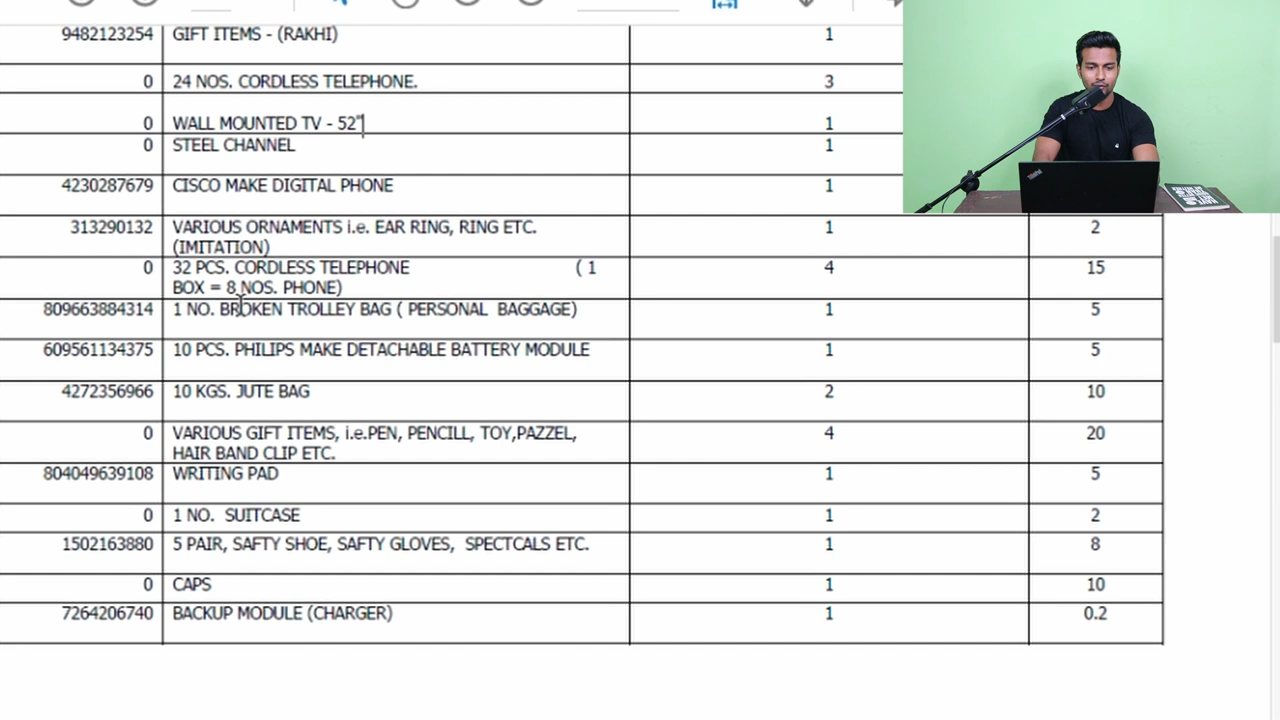 9482123254 GIFT ITEMS - (RAKHI) 1
0 24 NOS. CORDLESS TELEPHONE. 3
0 WALL MOUNTED TV - 52" 1
0 STEEL CHANNEL 1
4230287679 CISCO MAKE DIGITAL PHONE 1
313290132 VARIOUS ORNAMENTS i.e. EAR RING, RING ETC. 1 2
(IMITATION)
0 32 PCS. CORDLESS TELEPHONE ( 1 4 15
BOX = 8 NOS. PHONE)
809663884314 1 NO. BROKEN TROLLEY BAG ( PERSONAL BAGGAGE) 1 5
609561134375 10 PCS. PHILIPS MAKE DETACHABLE BATTERY MODULE 1 5
4272356966 10 KGS. JUTE BAG 2 10
0 VARIOUS GIFT ITEMS, i.e.PEN, PENCILL, TOY,PAZZEL, 4 20
HAIR BAND CLIP ETC.
804049639108 WRITING PAD 1 5
0 1 NO. SUITCASE 1 2
1502163880 5 PAIR, SAFTY SHOE, SAFTY GLOVES, SPECTCALS ETC. 1 8
0 CAPS 1 10
7264206740 BACKUP MODULE (CHARGER) 1 0.2